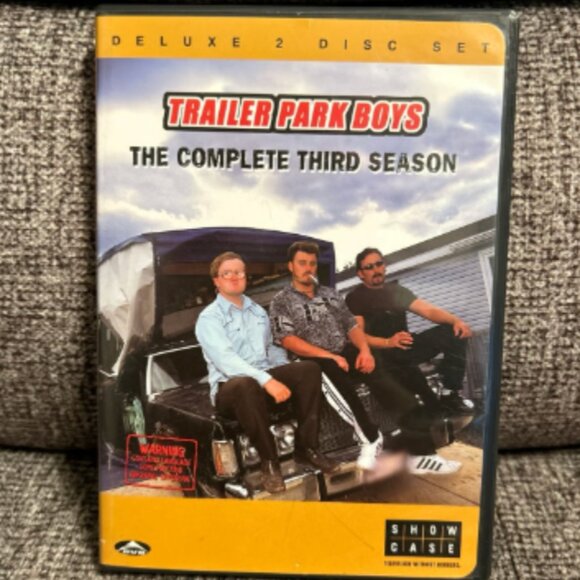 DELUXE 2 DISC SET
TRAILER PARK BOYS
THE COMPLETE THIRD SEASON
WARNING
SHOW
CASE